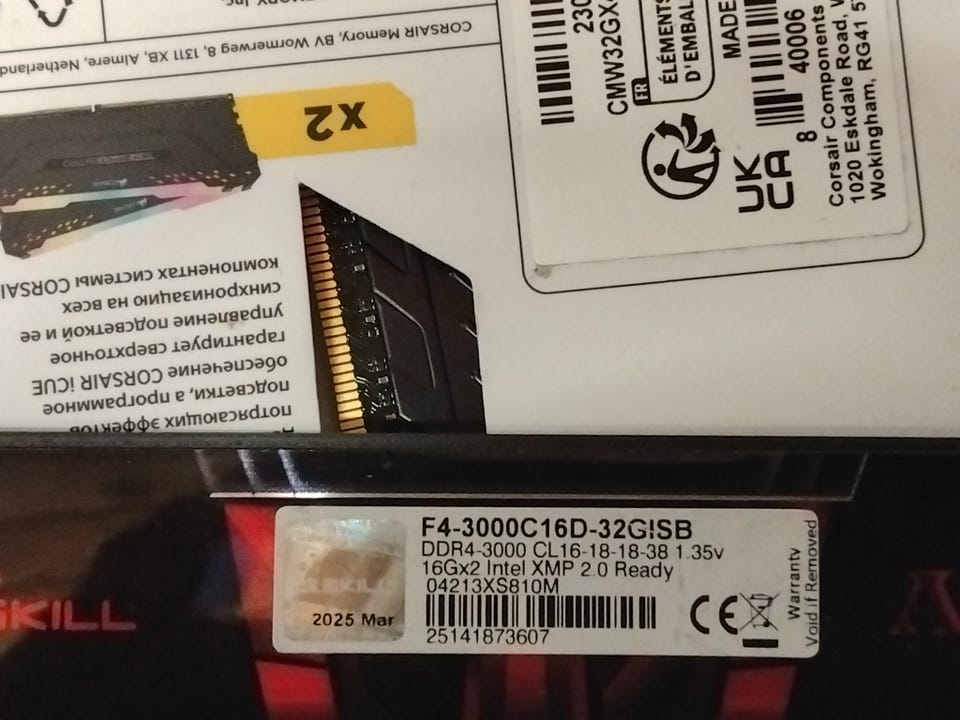 CORSAIR Memory, BV Wormerweg 8, 1311 XB, Almere,
X2
потрясающих эффектов
подсветки, а программное
обеспечение CORSAIR iCUE
гарантирует сверхточное
управление подсветкой и ее
синхронизацию на всех
компонентах системы
CMW32GX
FR
ÉLÉMENTS
D'EMBAL
MADE
UK
CA
8 40006
Corsair Components
1020 Eskdale Road,
Wokingham, RG41
SKILL
F4-3000C16D-32GISB
DDR4-3000 CL16-18-18-38 1.35v
16Gx2 Intel XMP 2.0 Ready
04213XS810M
25141873607
2025 Mar
CE
Warranty
Void if Removed